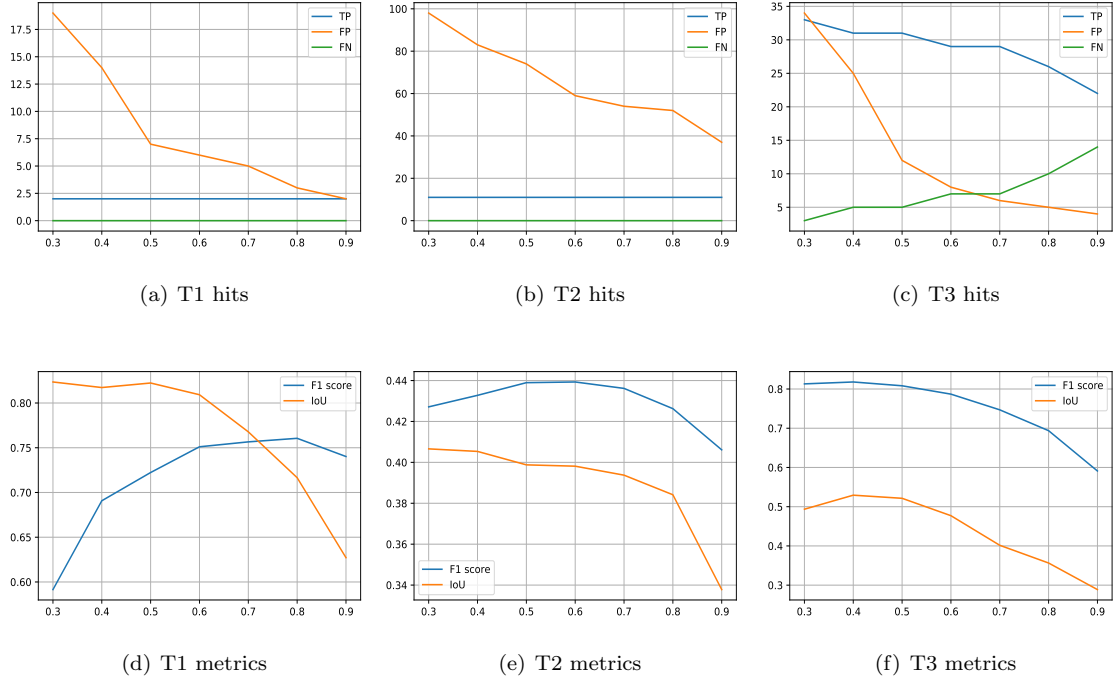 TP
FP
FN
17.5
15.0
12.5
10.0
7.5
5.0
2.5
0.0
0.3 0.4 0.5 0.6 0.7 0.8 0.9
(a) T1 hits
TP
FP
FN
100
80
60
40
20
0
0.3 0.4 0.5 0.6 0.7 0.8 0.9
(b) T2 hits
TP
FP
FN
35
30
25
20
15
10
5
0.3 0.4 0.5 0.6 0.7 0.8 0.9
(c) T3 hits
F1 score
IoU
0.80
0.75
0.70
0.65
0.60
0.3 0.4 0.5 0.6 0.7 0.8 0.9
(d) T1 metrics
0.44
0.42
0.40
0.38
0.36
0.34
F1 score
IoU
0.3 0.4 0.5 0.6 0.7 0.8 0.9
(e) T2 metrics
F1 score
IoU
0.8
0.7
0.6
0.5
0.4
0.3
0.3 0.4 0.5 0.6 0.7 0.8 0.9
(f) T3 metrics